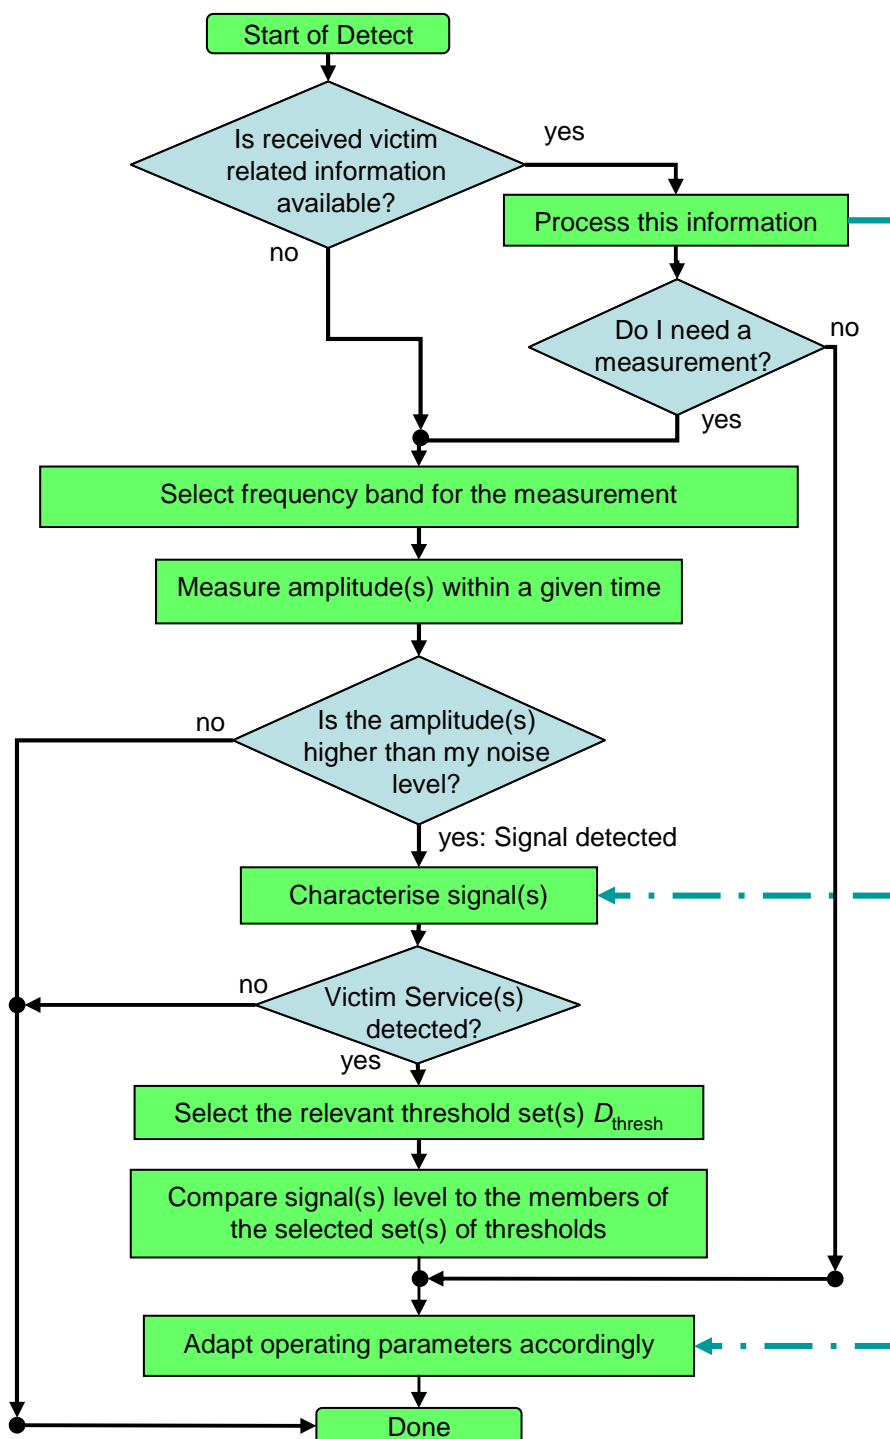 Start of Detect
Is received victim
related information
available?
yes
no
Process this information
Do I need a
measurement?
no
yes
Select frequency band for the measurement
Measure amplitude(s) within a given time
Is the amplitude(s)
higher than my noise
level?
no
yes: Signal detected
Characterise signal(s)
Victim Service(s)
detected?
no
yes
Select the relevant threshold set(s) Dthresh
Compare signal(s) level to the members of
the selected set(s) of thresholds
Adapt operating parameters accordingly
Done